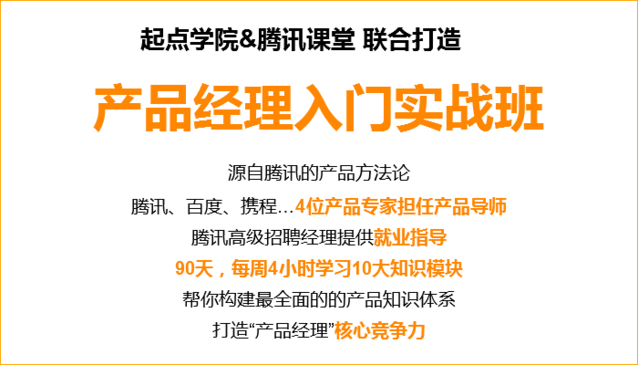 起点学院&腾讯课堂 联合打造
产品经理入门实战班
源自腾讯的产品方法论
腾讯、百度、携程...4位产品专家担任产品导师
腾讯高级招聘经理提供就业指导
90天，每周4小时学习10大知识模块
帮你构建最全面的的产品知识体系
打造“产品经理”核心竞争力